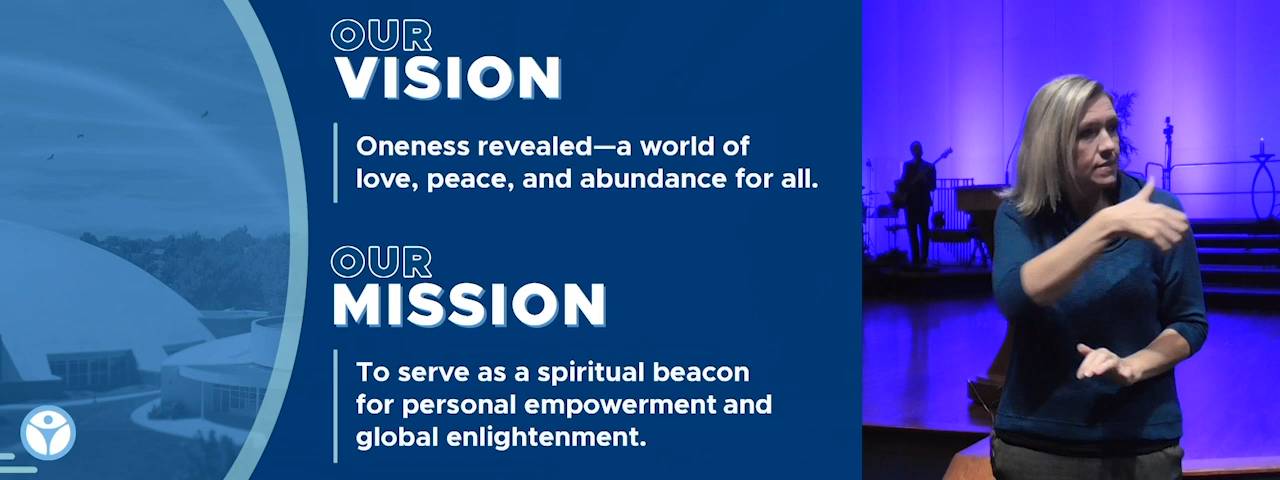 OUR
VISION
Oneness revealed—a world of
love, peace, and abundance for all.
OUR
MISSION
To serve as a spiritual beacon
for personal empowerment and
global enlightenment.